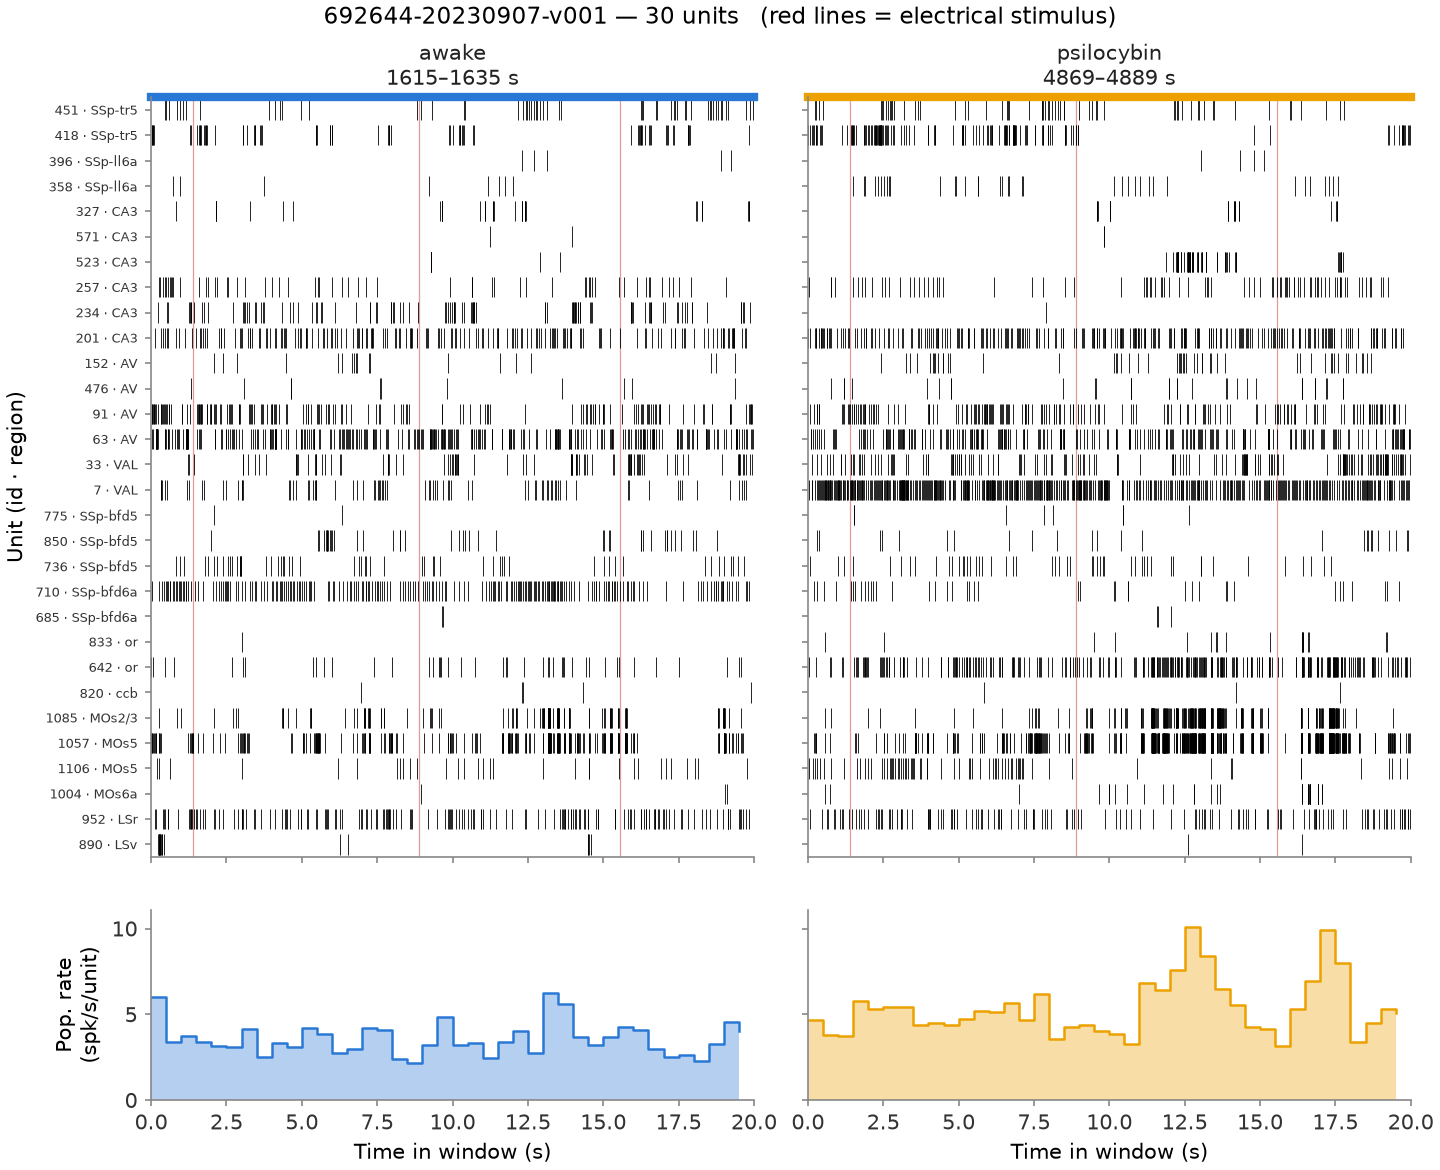 692644-20230907-v001 — 30 units   (red lines = electrical stimulus)
awake
1615–1635 s
psilocybin
4869–4889 s
Unit (id · region)
451 · SSp-tr5
418 · SSp-tr5
396 · SSp-ll6a
358 · SSp-ll6a
327 · CA3
571 · CA3
523 · CA3
257 · CA3
234 · CA3
201 · CA3
152 · AV
476 · AV
91 · AV
63 · AV
33 · VAL
7 · VAL
775 · SSp-bfd5
850 · SSp-bfd5
736 · SSp-bfd5
710 · SSp-bfd6a
685 · SSp-bfd6a
833 · or
642 · or
820 · ccb
1085 · MOs2/3
1057 · MOs5
1106 · MOs5
1004 · MOs6a
952 · LSr
890 · LSv
Pop. rate
(spk/s/unit)
10
5
0
0.0 2.5 5.0 7.5 10.0 12.5 15.0 17.5 20.0
Time in window (s)
0.0 2.5 5.0 7.5 10.0 12.5 15.0 17.5 20.0
Time in window (s)